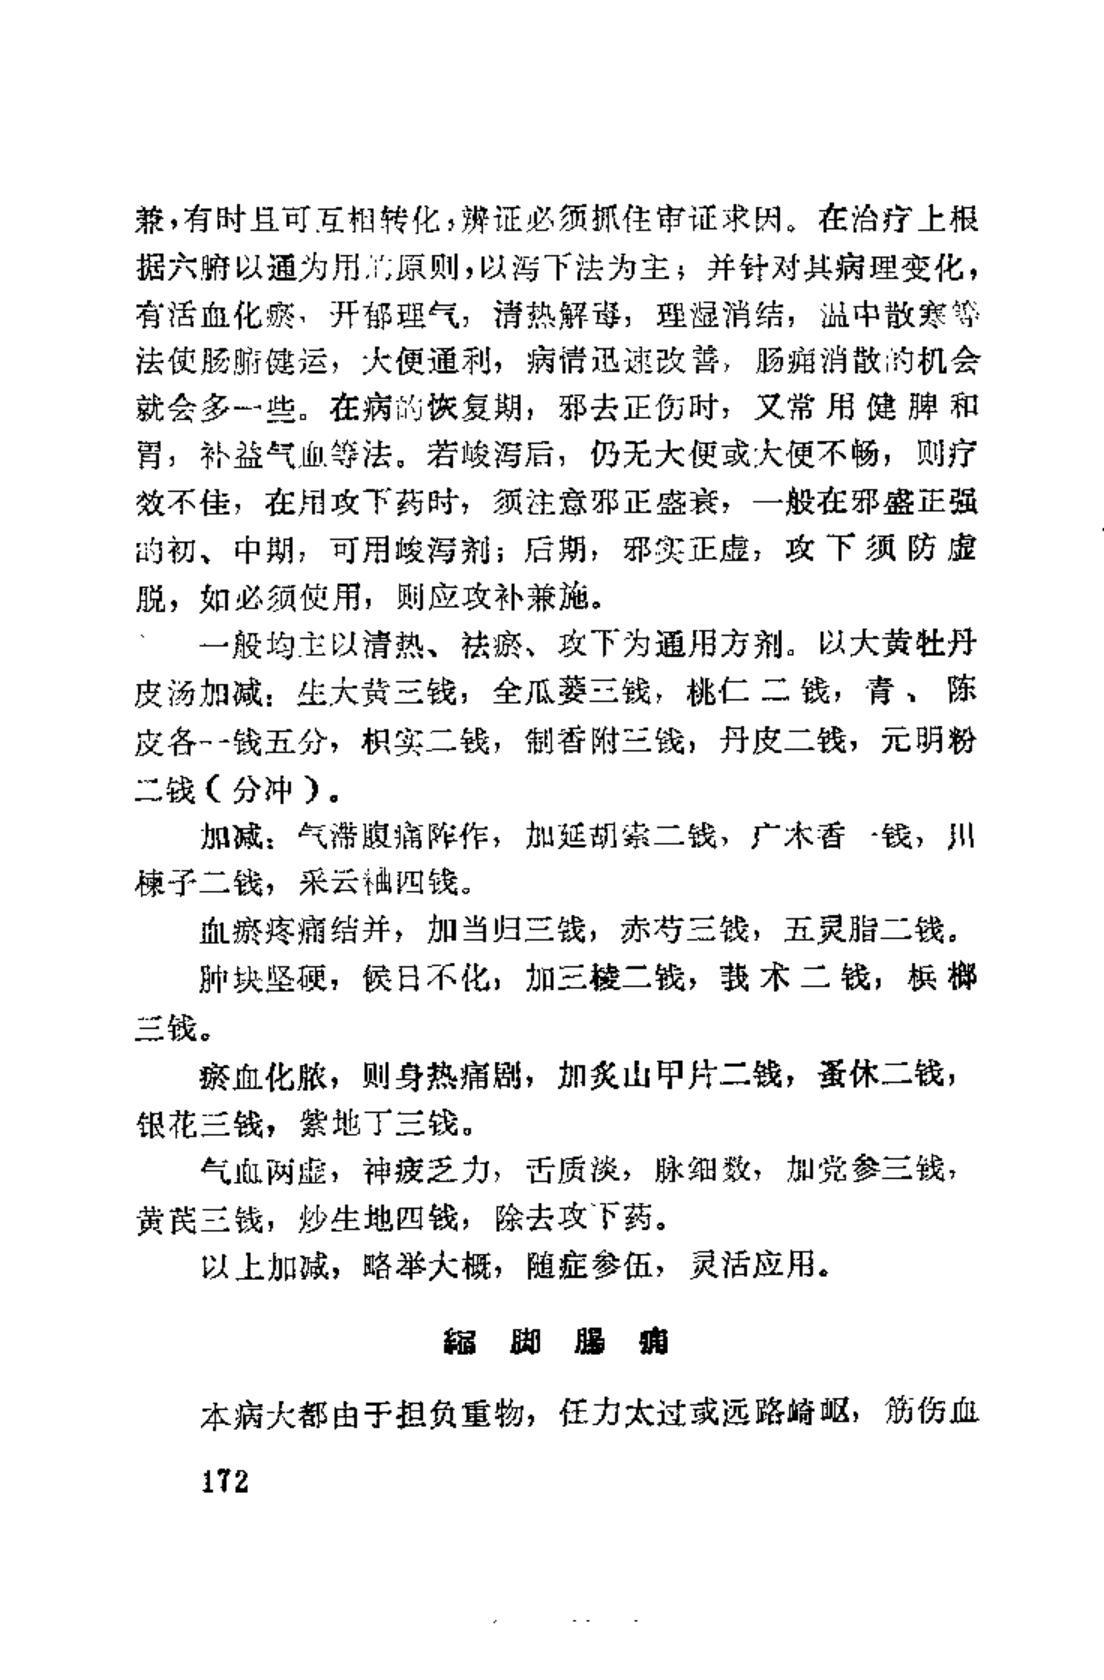 兼，有时且可互相转化，辨证必须抓住审证求因。在治疗上根
据六腑以通为用的原则，以泻下法为主；并针对其病理变化，
有活血化瘀、开郁理气，清热解毒，理湿消结，温中散寒等
法使肠腑健运，大便通利，病情迅速改善，肠痈消散的机会
就会多一些。在病的恢复期，邪去正伤时，又常用健脾和
胃，补益气血等法。若峻泻后，仍无大便或大便不畅，则疗
效不佳，在用攻下药时，须注意邪正盛衰，一般在邪盛正强
的初、中期，可用峻泻剂；后期，邪实正虚，攻下须防虚
脱，如必须使用，则应攻补兼施。
一般均主以清热、祛瘀、攻下为通用方剂。以大黄牡丹
皮汤加减：生大黄三钱，全瓜蒌三钱，桃仁二钱，青、陈
皮各一钱五分，枳实二钱，制香附三钱，丹皮二钱，元明粉
二钱（分冲）。
加减：气滞腹痛阵作，加延胡索二钱，广木香一钱，川
楝子二钱，采云曲四钱。
血瘀疼痛结并，加当归三钱，赤芍三钱，五灵脂二钱。
肿块坚硬，候日不化，加三棱二钱，莪术二钱，槟榔
三钱。
瘀血化脓，则身热痛剧，加炙山甲片二钱，蚤休二钱，
银花三钱，紫地丁三钱。
气血两虚，神疲乏力，舌质淡，脉细数，加党参三钱，
黄芪三钱，炒生地四钱，除去攻下药。
以上加减，略举大概，随症参伍，灵活应用。
縮脚腸痈
本病大都由于担负重物，任力太过或远路崎岖，筋伤血
172